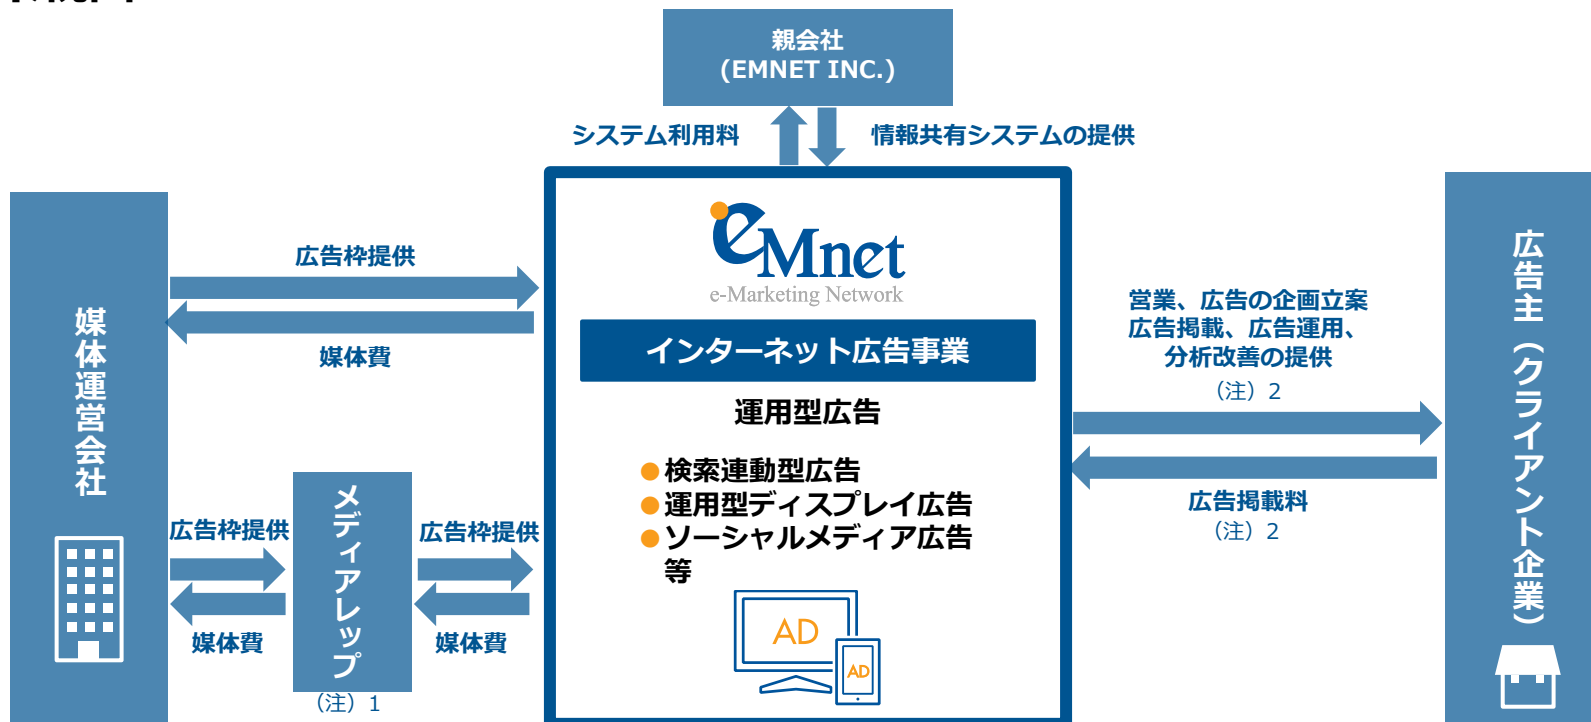 親会社
(EMNET INC.)
システム利用料
情報共有システムの提供
eMnet
e-Marketing Network
インターネット広告事業
運用型広告
検索連動型広告
運用型ディスプレイ広告
ソーシャルメディア広告
等
AD
AD
媒体運営会社
広告枠提供
媒体費
広告枠提供
媒体費
メディアレップ
（注）1
広告枠提供
媒体費
営業、広告の企画立案
広告掲載、広告運用、
分析改善の提供
（注）2
広告掲載料
（注）2
広告主（クライアント企業）